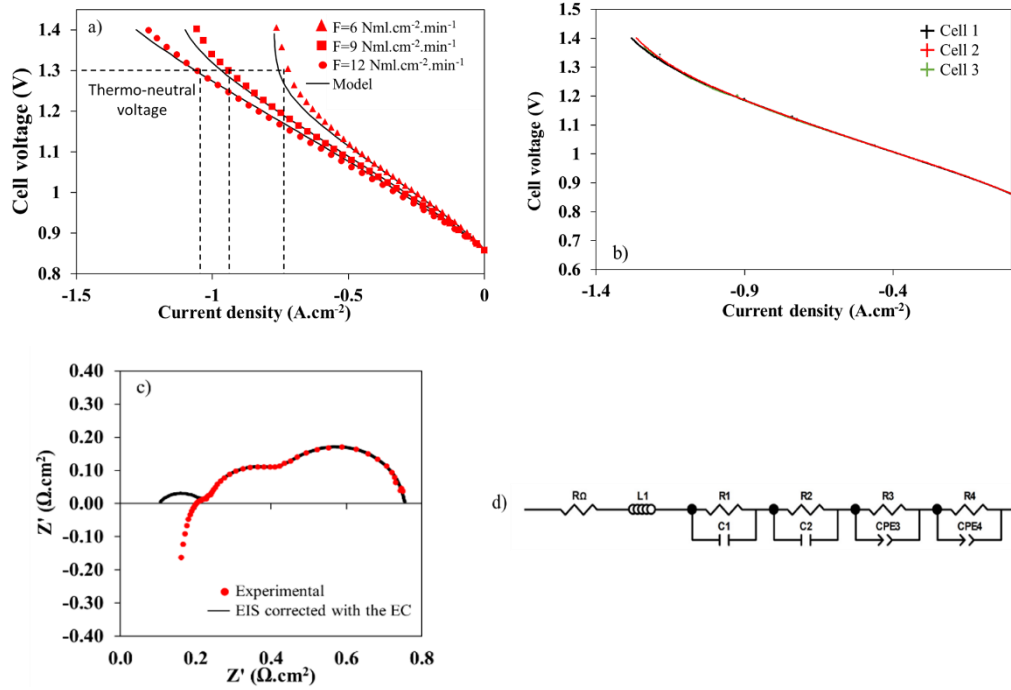 a)
F=6 Nml.cm-2.min-1
F=9 Nml.cm-2.min-1
F=12 Nml.cm-2.min-1
Model
Thermo-neutral
voltage
Cell voltage (V)
1.4
1.3
1.2
1.1
1
0.9
0.8
-1.5
-1
-0.5
0
Current density (A.cm-2)
b)
Cell 1
Cell 2
Cell 3
Cell voltage (V)
1.5
1.4
1.3
1.2
1.1
1
0.9
0.8
0.7
0.6
-1.4
-0.9
-0.4
Current density (A.cm-2)
c)
Z' (Ω.cm2)
0.40
0.30
0.20
0.10
0.00
-0.10
-0.20
-0.30
-0.40
Experimental
EIS corrected with the EC
0.0
0.2
0.4
0.6
0.8
Z' (Ω.cm2)
d)
RΩ L1 R1 R2 R3 R4
C1 C2 CPE3 CPE4